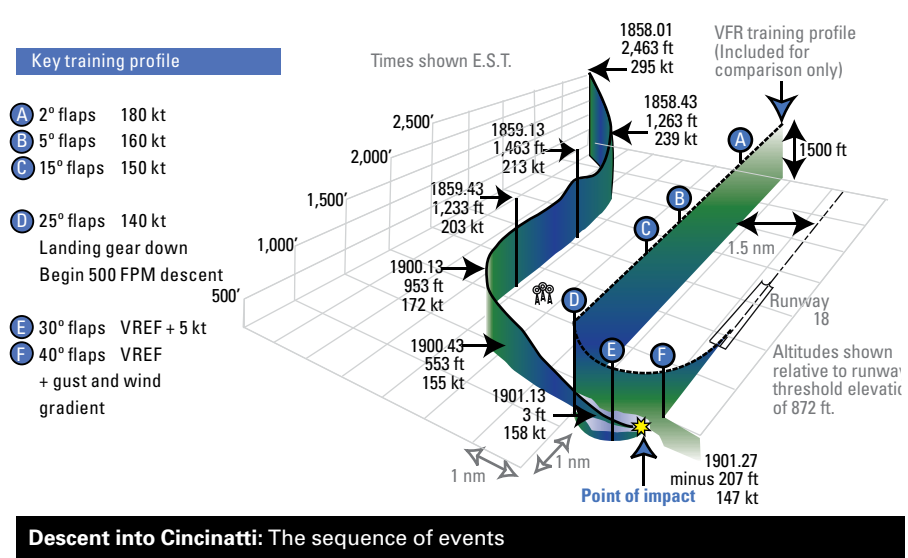 Key training profile
Times shown E.S.T.
A 2° flaps 180 kt
B 5° flaps 160 kt
C 15° flaps 150 kt
D 25° flaps 140 kt
Landing gear down
Begin 500 FPM descent
E 30° flaps VREF + 5 kt
F 40° flaps VREF
+ gust and wind
gradient
2,500'
2,000'
1,500'
1,000'
500'
1858.01
2,463 ft
295 kt
1858.43
1,263 ft
239 kt
1859.13
1,463 ft
213 kt
1859.43
1,233 ft
203 kt
1900.13
953 ft
172 kt
1900.43
553 ft
155 kt
1901.13
3 ft
158 kt
1901.27
minus 207 ft
147 kt
VFR training profile
(Included for
comparison only)
A
1500 ft
B
C
1.5 nm
D
E
F
Runway
18
Altitudes shown
relative to runwa
threshold elevatic
of 872 ft.
1 nm
1 nm
Point of impact
Descent into Cincinatti: The sequence of events